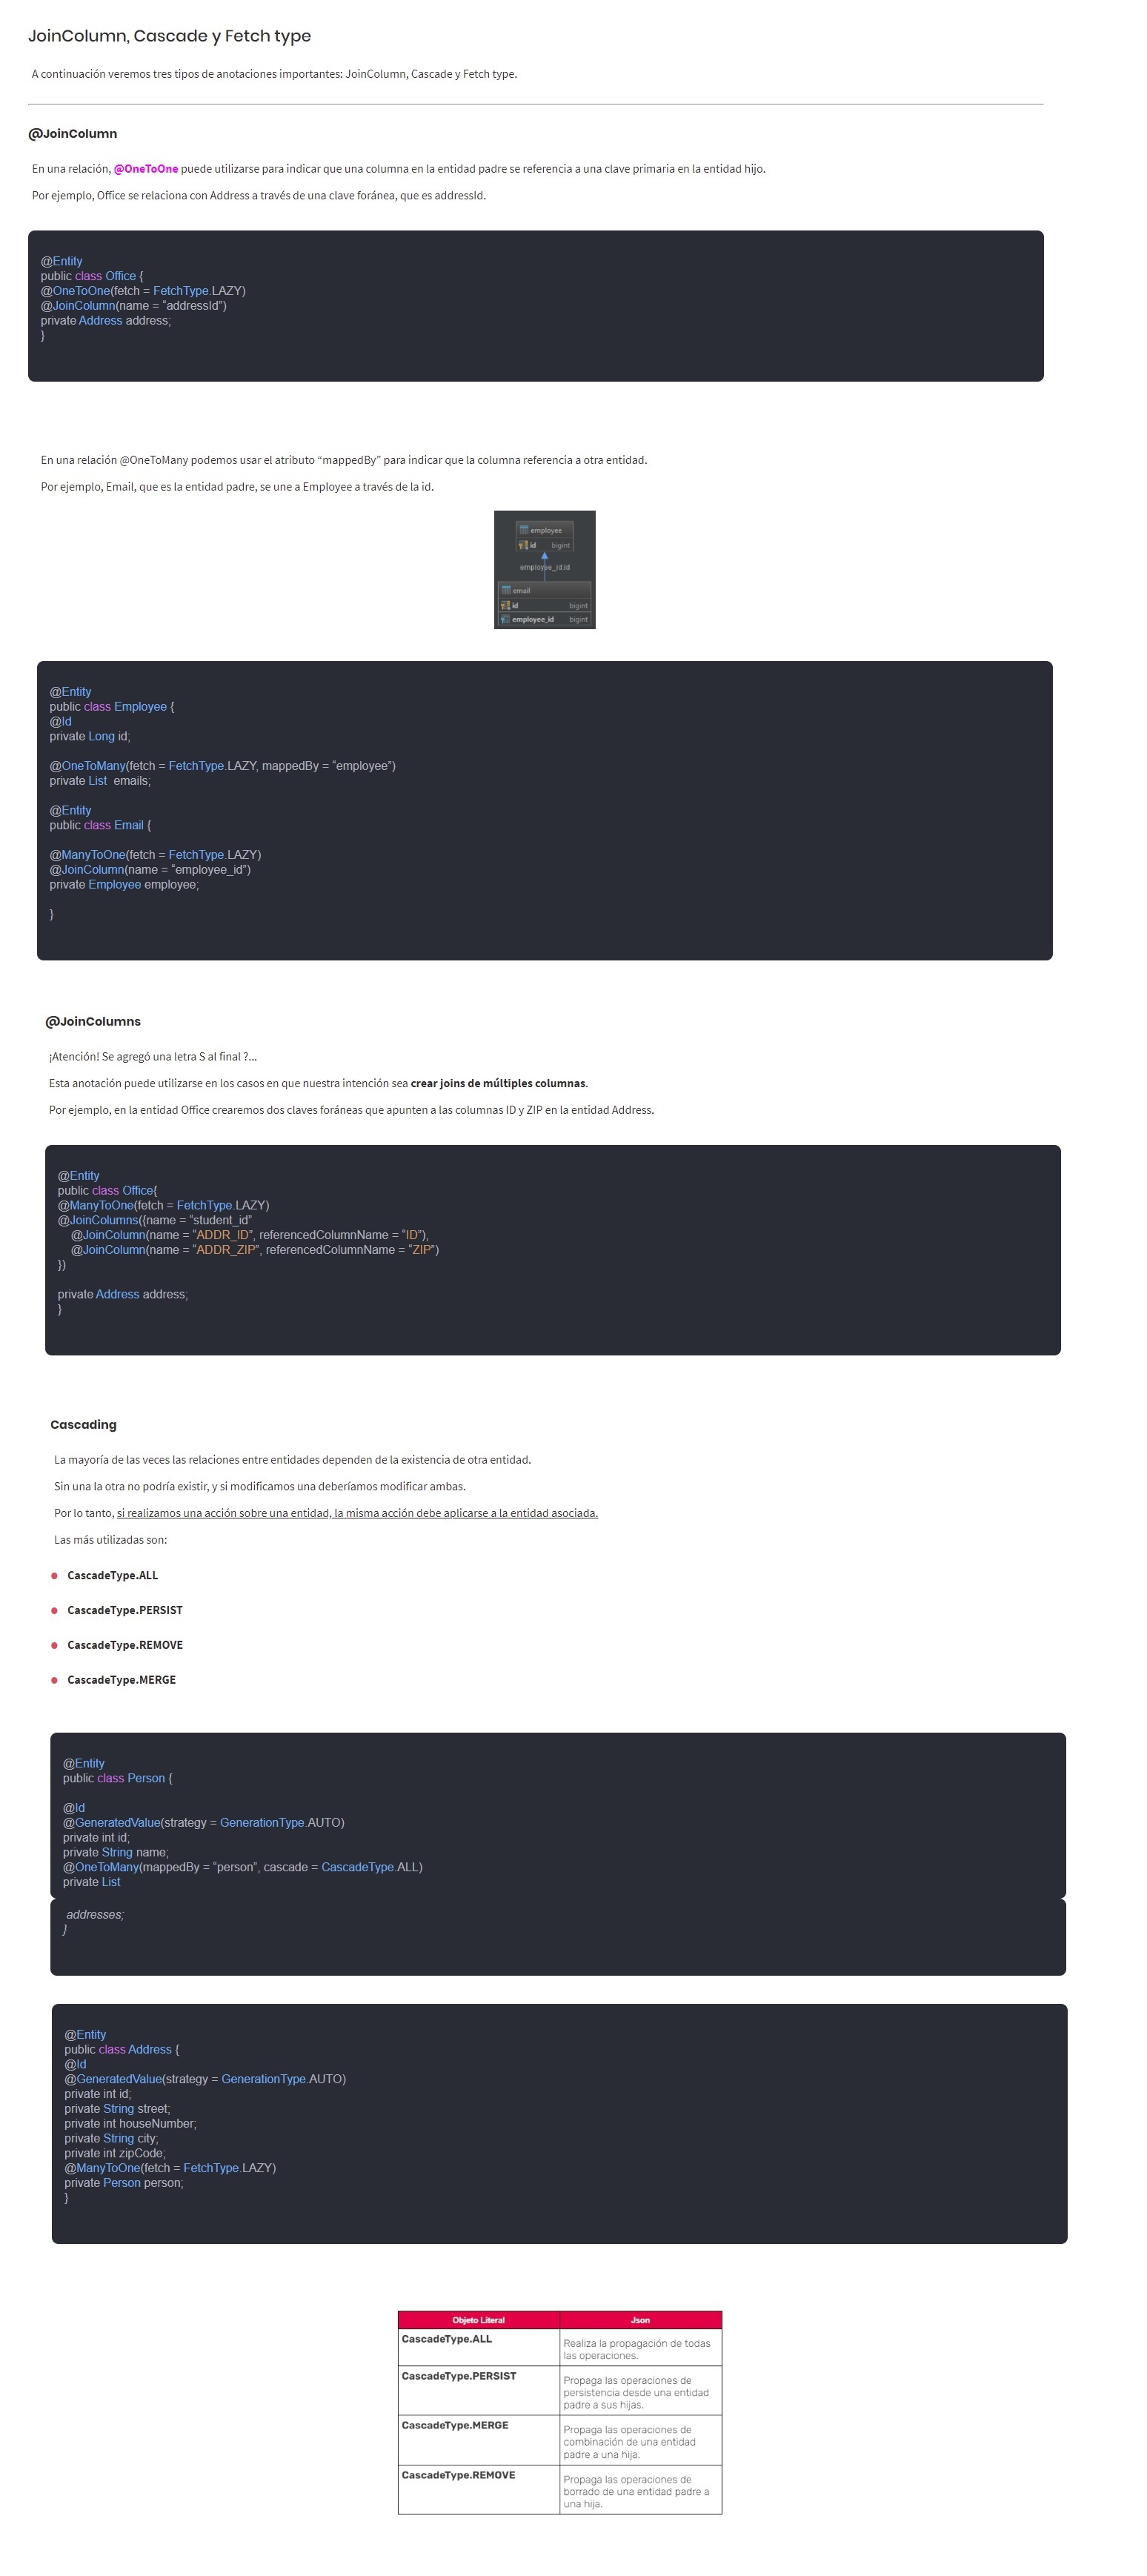 JoinColumn, Cascade y Fetch type
A continuación veremos tres tipos de anotaciones importantes: JoinColumn, Cascade y Fetch type.
@JoinColumn
En una relación, @OneToOne puede utilizarse para indicar que una columna en la entidad padre se referencia a una clave primaria en la entidad hijo.
Por ejemplo, Office se relaciona con Address a través de una clave foránea, que es addressId.
@Entity
public class Office {
@OneToOne(fetch = FetchType.LAZY)
@JoinColumn(name = “addressId”)
private Address address;
}
En una relación @OneToMany podemos usar el atributo “mappedBy” para indicar que la columna referencia a otra entidad.
Por ejemplo, Email, que es la entidad padre, se une a Employee a través de la id.
employee
id bigint
employee_id:id
email
id bigint
employee_id bigint
@Entity
public class Employee {
@Id
private Long id;
@OneToMany(fetch = FetchType.LAZY, mappedBy = “employee”)
private List  emails;
@Entity
public class Email {
@ManyToOne(fetch = FetchType.LAZY)
@JoinColumn(name = “employee_id”)
private Employee employee;
}
@JoinColumns
¡Atención! Se agregó una letra S al final ?...
Esta anotación puede utilizarse en los casos en que nuestra intención sea crear joins de múltiples columnas.
Por ejemplo, en la entidad Office crearemos dos claves foráneas que apunten a las columnas ID y ZIP en la entidad Address.
@Entity
public class Office{
@ManyToOne(fetch = FetchType.LAZY)
@JoinColumns({name = “student_id”
@JoinColumn(name = “ADDR_ID”, referencedColumnName = “ID”),
@JoinColumn(name = “ADDR_ZIP”, referencedColumnName = “ZIP”)
})
private Address address;
}
Cascading
La mayoría de las veces las relaciones entre entidades dependen de la existencia de otra entidad.
Sin una la otra no podría existir, y si modificamos una deberíamos modificar ambas.
Por lo tanto, si realizamos una acción sobre una entidad, la misma acción debe aplicarse a la entidad asociada.
Las más utilizadas son:
● CascadeType.ALL
● CascadeType.PERSIST
● CascadeType.REMOVE
● CascadeType.MERGE
@Entity
public class Person {
@Id
@GeneratedValue(strategy = GenerationType.AUTO)
private int id;
private String name;
@OneToMany(mappedBy = “person”, cascade = CascadeType.ALL)
private List
addresses;
}
@Entity
public class Address {
@Id
@GeneratedValue(strategy = GenerationType.AUTO)
private int id;
private String street;
private int houseNumber;
private String city;
private int zipCode;
@ManyToOne(fetch = FetchType.LAZY)
private Person person;
}
Objeto Literal Json
CascadeType.ALL
Realiza la propagación de todas
las operaciones.
CascadeType.PERSIST
Propaga las operaciones de
persistencia desde una entidad
padre a sus hijas.
CascadeType.MERGE
Propaga las operaciones de
combinación de una entidad
padre a una hija.
CascadeType.REMOVE
Propaga las operaciones de
borrado de una entidad padre a
una hija.